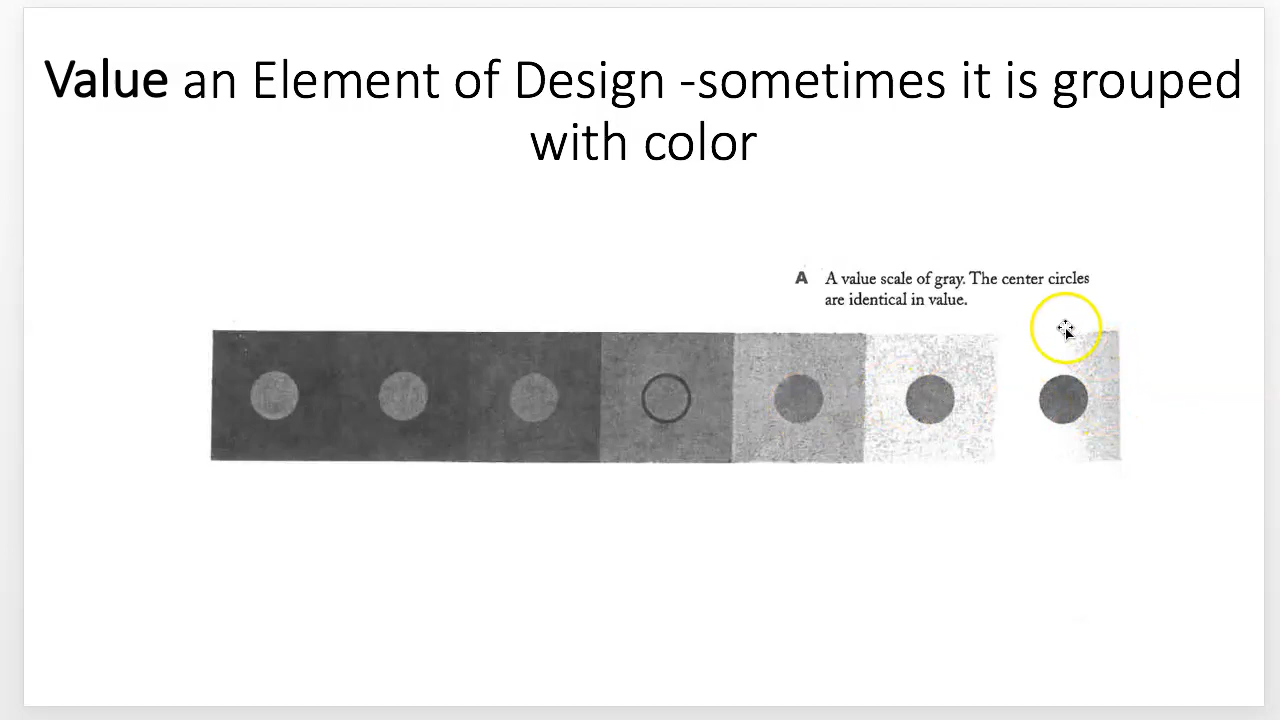 Value an Element of Design -sometimes it is grouped
with color
A A value scale of gray. The center circles
are identical in value.